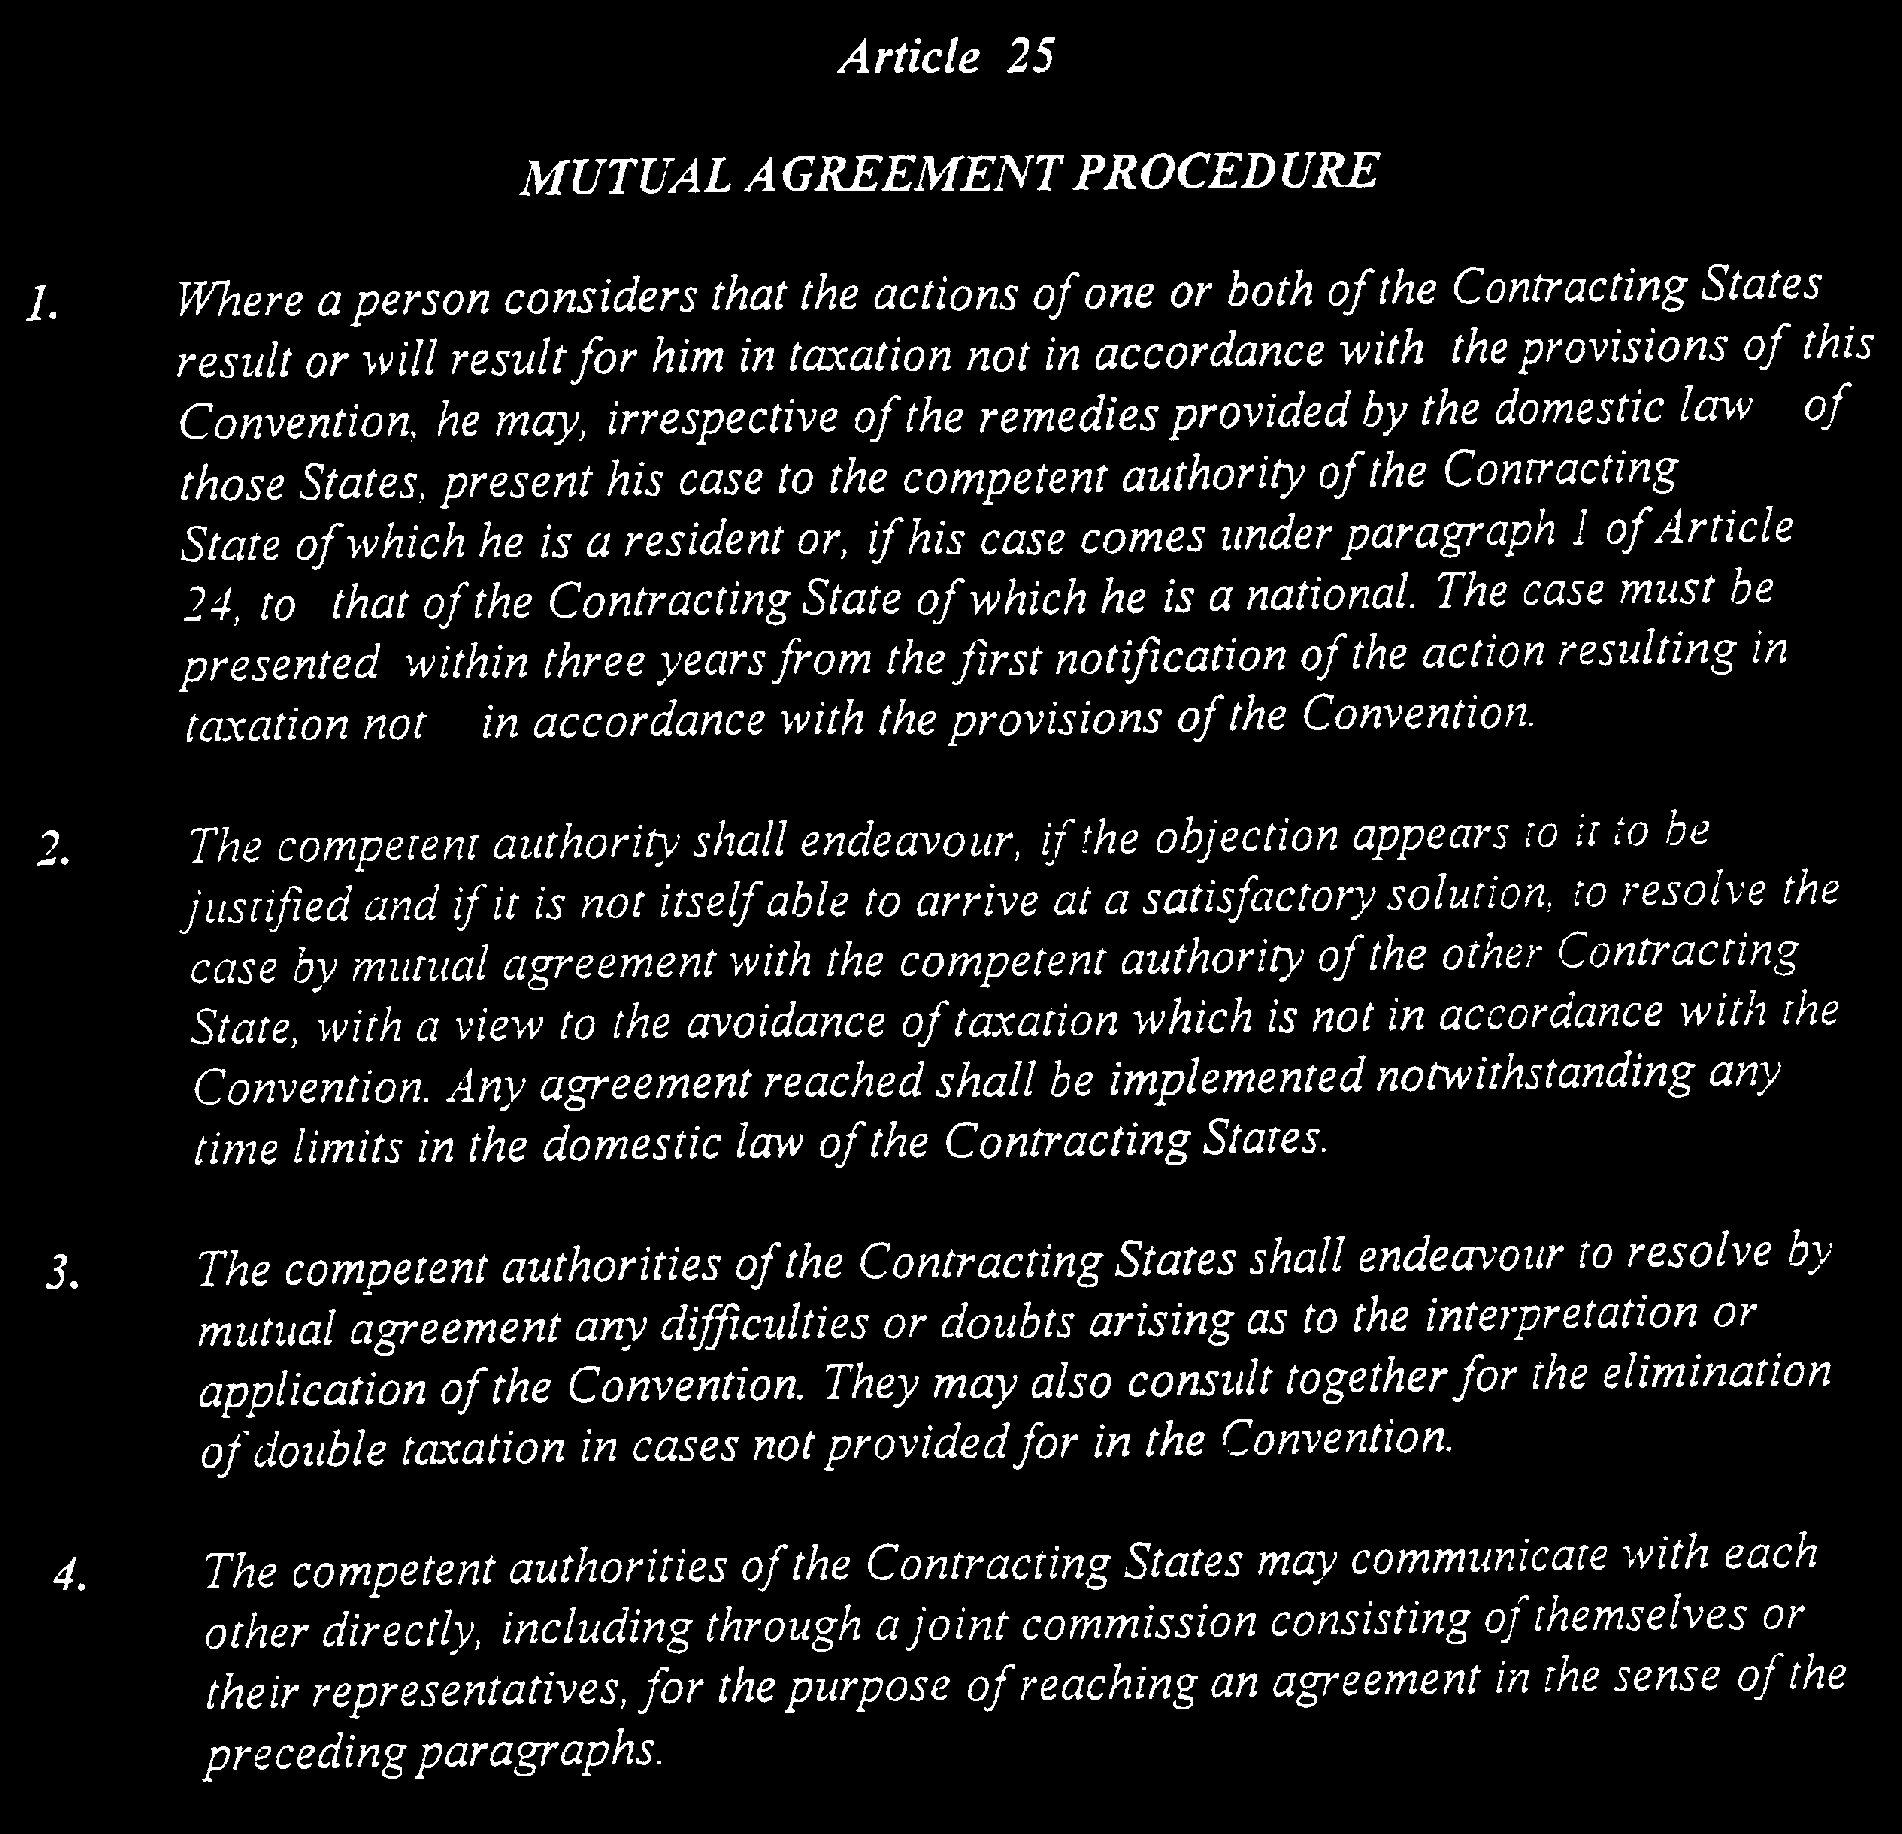 Article 25
MUTUAL AGREEMENT PROCEDURE
1. Where a person considers that the actions of one or both of the Contracting States
result or will result for him in taxation not in accordance with the provisions of this
Convention, he may, irrespective of the remedies provided by the domestic law of
those States, present his case to the competent authority of the Contracting
State of which he is a resident or, if his case comes under paragraph 1 of Article
24, to that of the Contracting State of which he is a national. The case must be
presented within three years from the first notification of the action resulting in
taxation not in accordance with the provisions of the Convention.
2. The competent authority shall endeavour, if the objection appears to it to be
justified and if it is not itself able to arrive at a satisfactory solution, to resolve the
case by mutual agreement with the competent authority of the other Contracting
State, with a view to the avoidance of taxation which is not in accordance with the
Convention. Any agreement reached shall be implemented notwithstanding any
time limits in the domestic law of the Contracting States.
3. The competent authorities of the Contracting States shall endeavour to resolve by
mutual agreement any difficulties or doubts arising as to the interpretation or
application of the Convention. They may also consult together for the elimination
of double taxation in cases not provided for in the Convention.
4. The competent authorities of the Contracting States may communicate with each
other directly, including through a joint commission consisting of themselves or
their representatives, for the purpose of reaching an agreement in the sense of the
preceding paragraphs.